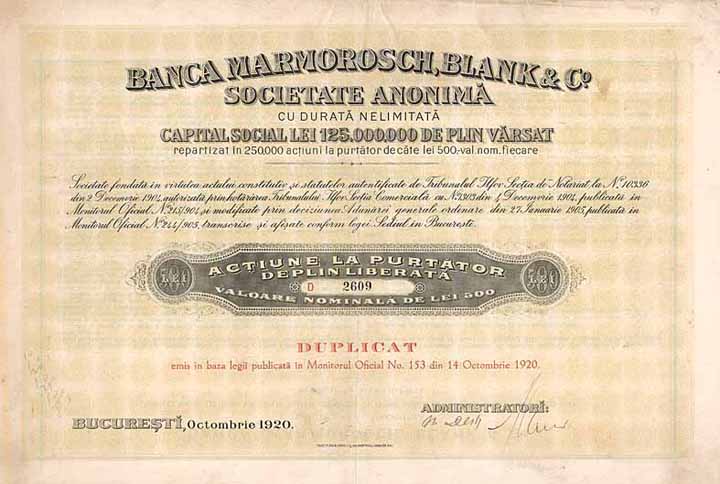 BANCA MARMOROSCH, BLANK & Cº
SOCIETATE ANONIMĂ
CU DURATĂ NELIMITATĂ
CAPITAL SOCIAL LEI 125.000.000 DE PLIN VĂRSAT
repartizat în 250,000 acțiuni la purtător de câte lei 500,-val. nom. fiecare
Societate fondată în virtutea actului constitutiv și statutelor autentificate de Tribunalul Ilfov Secția de Notariat, la Nº 10336
din 2 Decemvrie 1904, autorizată prin hotărârea Tribunalului Ilfov Secția Comercială cu Nº 2303 din 4 Decemvrie 1904, publicată în
Monitorul Oficial Nº 215/904 și modificate prin deciziunea Adunărei generale ordinare din 27 Ianuarie 1905, publicată în
Monitorul Oficial Nº 244/905, transcrise și afișate conform legei. Sediul în București.
500 ACȚIUNE LA PURTĂTOR 500
DEPLIN LIBERATĂ
D 2609
VALOARE NOMINALĂ DE LEI 500
DUPLICAT
emis în baza legii publicată în Monitorul Oficial No. 153 din 14 Octombrie 1920.
BUCUREȘTI, Octombrie 1920.
ADMINISTRATORI: